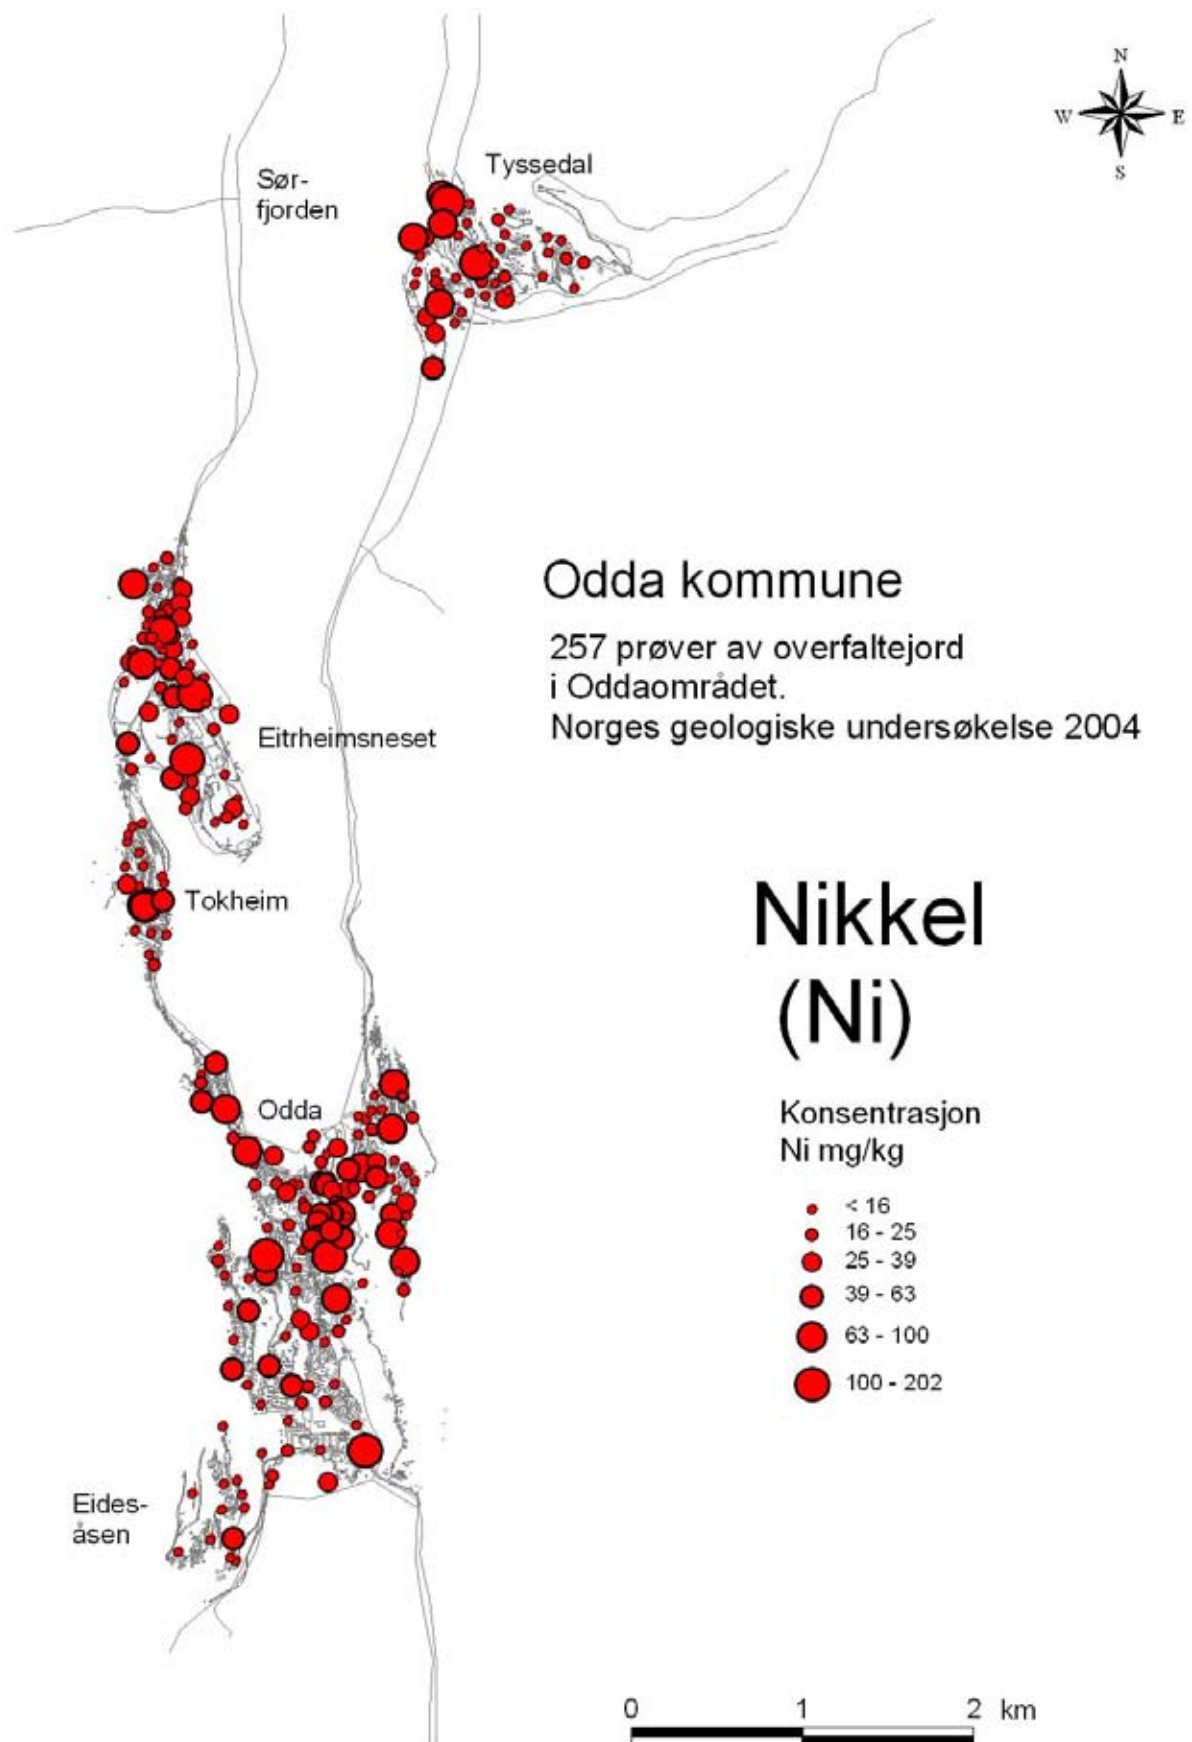 N
W E
S
Tyssedal
Sør-
fjorden
Odda kommune
257 prøver av overfaltejord
i Oddaområdet.
Norges geologiske undersøkelse 2004
Eitrheimsneset
Tokheim
Nikkel
(Ni)
Odda
Konsentrasjon
Ni mg/kg
< 16
16 - 25
25 - 39
39 - 63
63 - 100
100 - 202
Eides-
åsen
0 1 2 km